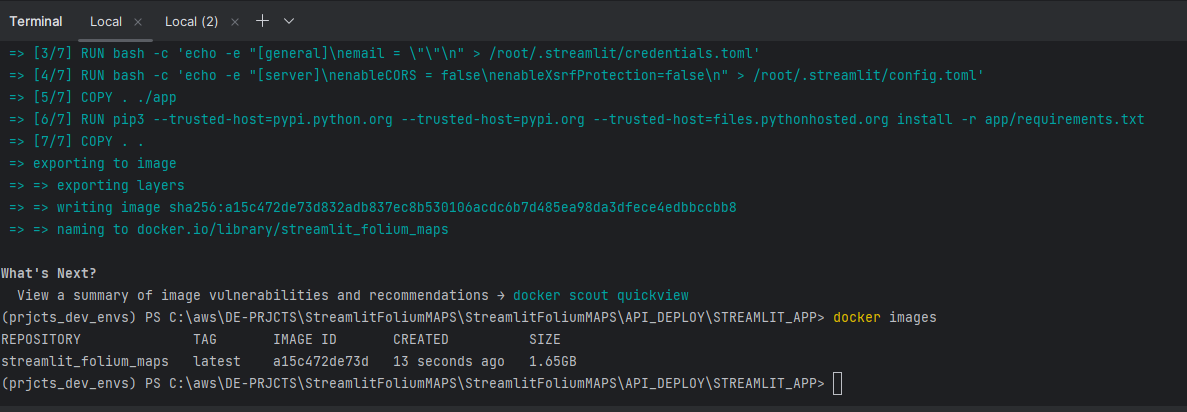 Terminal Local × Local (2) × +
=> [3/7] RUN bash -c 'echo -e "[general]\nemail = \"\"\n" > /root/.streamlit/credentials.toml'
=> [4/7] RUN bash -c 'echo -e "[server]\nenableCORS = false\nenableXsrfProtection=false\n" > /root/.streamlit/config.toml'
=> [5/7] COPY . ./app
=> [6/7] RUN pip3 --trusted-host=pypi.python.org --trusted-host=pypi.org --trusted-host=files.pythonhosted.org install -r app/requirements.txt
=> [7/7] COPY . .
=> exporting to image
=> => exporting layers
=> => writing image sha256:a15c472de73d832adb837ec8b530106acdc6b7d485ea98da3dfece4edbbccbb8
=> => naming to docker.io/library/streamlit_folium_maps
What's Next?
View a summary of image vulnerabilities and recommendations → docker scout quickview
(prjcts_dev_envs) PS C:\aws\DE-PRJCTS\StreamlitFoliumMAPS\StreamlitFoliumMAPS\API_DEPLOY\STREAMLIT_APP> docker images
REPOSITORY TAG IMAGE ID CREATED SIZE
streamlit_folium_maps latest a15c472de73d 13 seconds ago 1.65GB
(prjcts_dev_envs) PS C:\aws\DE-PRJCTS\StreamlitFoliumMAPS\StreamlitFoliumMAPS\API_DEPLOY\STREAMLIT_APP>